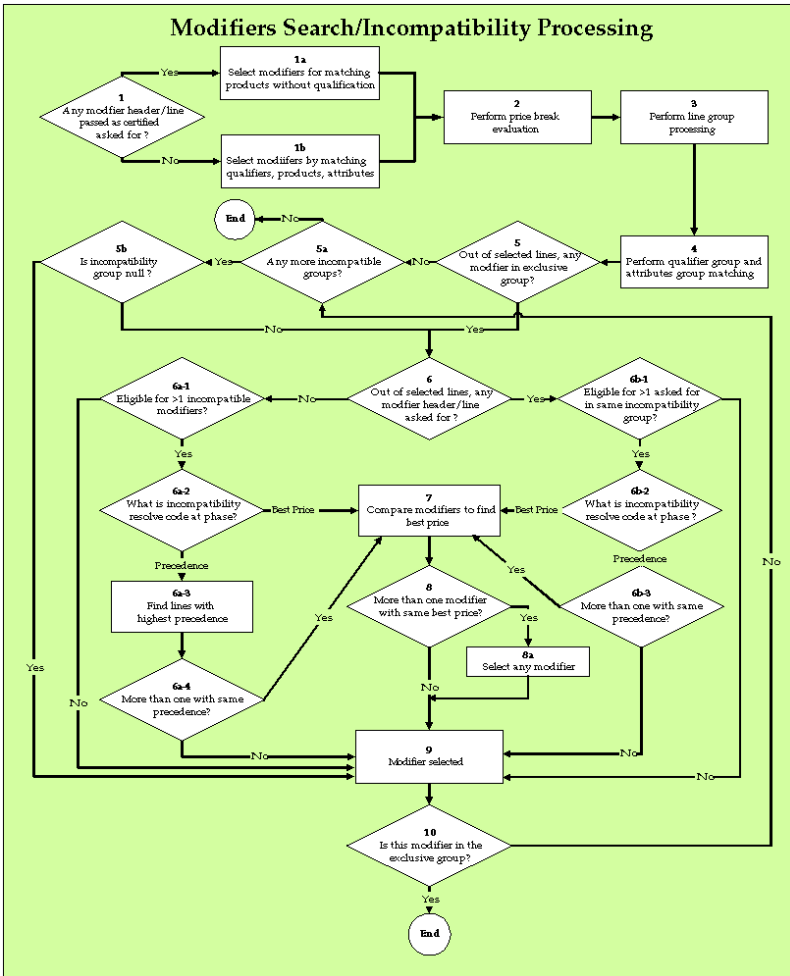 Modifiers Search/Incompatibility Processing
1a
Select modifiers for matching
products without qualification
Yes
1
Any modfier header/line
passed as certified
asked for ?
No
1b
Select modiifers by matching
qualifiers, products, attributes
2
Perform price break
evaluation
3
Perform line group
processing
4
Perform qualifier group and
attributes group matching
5
Out of selected lines, any
modifier in exclusive
group?
No
Yes
5a
Any more incompatible
groups?
No
End
Yes
5b
Is incompatibility
group null ?
No
Yes
6
Out of selected lines, any
modfier header/line
asked for ?
No
Yes
6a-1
Eligible for >1 incompatible
modifiers?
Yes
No
6a-2
What is incompatibility
resolve code at phase?
Best Price
Precedence
6a-3
Find lines with
highest precedence
6a-4
More than one with same
precedence?
Yes
No
6b-1
Eligible for >1 asked for
in same incompatibility
group?
Yes
No
6b-2
What is incompatibility
resolve code at phase ?
Best Price
Precedence
6b-3
More than one with same
precedence?
Yes
No
7
Compare modifiers to find
best price
8
More than one modifier
with same best price?
Yes
8a
Select any modifier
No
9
Modifier selected
10
Is this modifier in the
exclusive group?
No
Yes
End